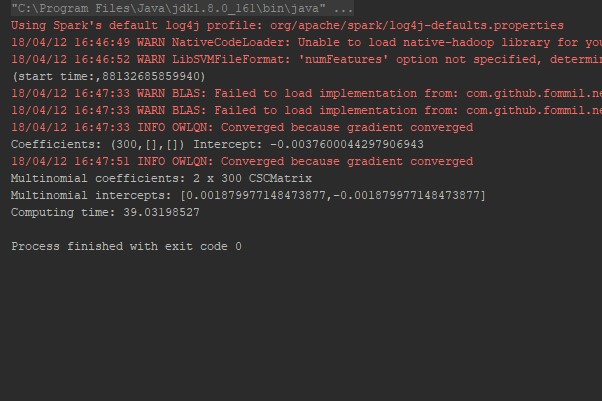 "C:\Program Files\Java\jdk1.8.0_161\bin\java" ...
Using Spark's default log4j profile: org/apache/spark/log4j-defaults.properties
18/04/12 16:46:49 WARN NativeCodeLoader: Unable to load native-hadoop library for you
18/04/12 16:46:52 WARN LibSVMFileFormat: 'numFeatures' option not specified, determin
(start time:,88132685859940)
18/04/12 16:47:33 WARN BLAS: Failed to load implementation from: com.github.fommil.ne
18/04/12 16:47:33 WARN BLAS: Failed to load implementation from: com.github.fommil.ne
18/04/12 16:47:33 INFO OWLQN: Converged because gradient converged
Coefficients: (300,[],[]) Intercept: -0.0037600044297906943
18/04/12 16:47:51 INFO OWLQN: Converged because gradient converged
Multinomial coefficients: 2 x 300 CSCMatrix
Multinomial intercepts: [0.001879977148473877,-0.001879977148473877]
Computing time: 39.03198527
Process finished with exit code 0